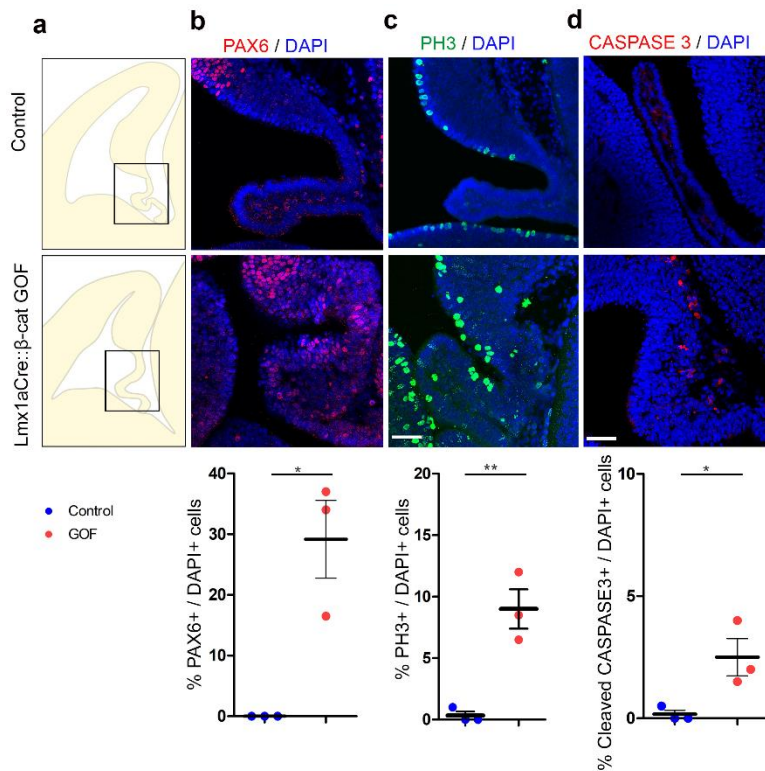 a
b
c
d
PAX6 / DAPI
PH3 / DAPI
CASPASE 3 / DAPI
Control
Lmx1aCre::β-cat GOF
Control
GOF
% PAX6+ / DAPI+ cells
40
30
20
10
0
*
% PH3+ / DAPI+ cells
20
15
10
5
0
**
% Cleaved CASPASE3+ / DAPI+ cells
10
5
0
*